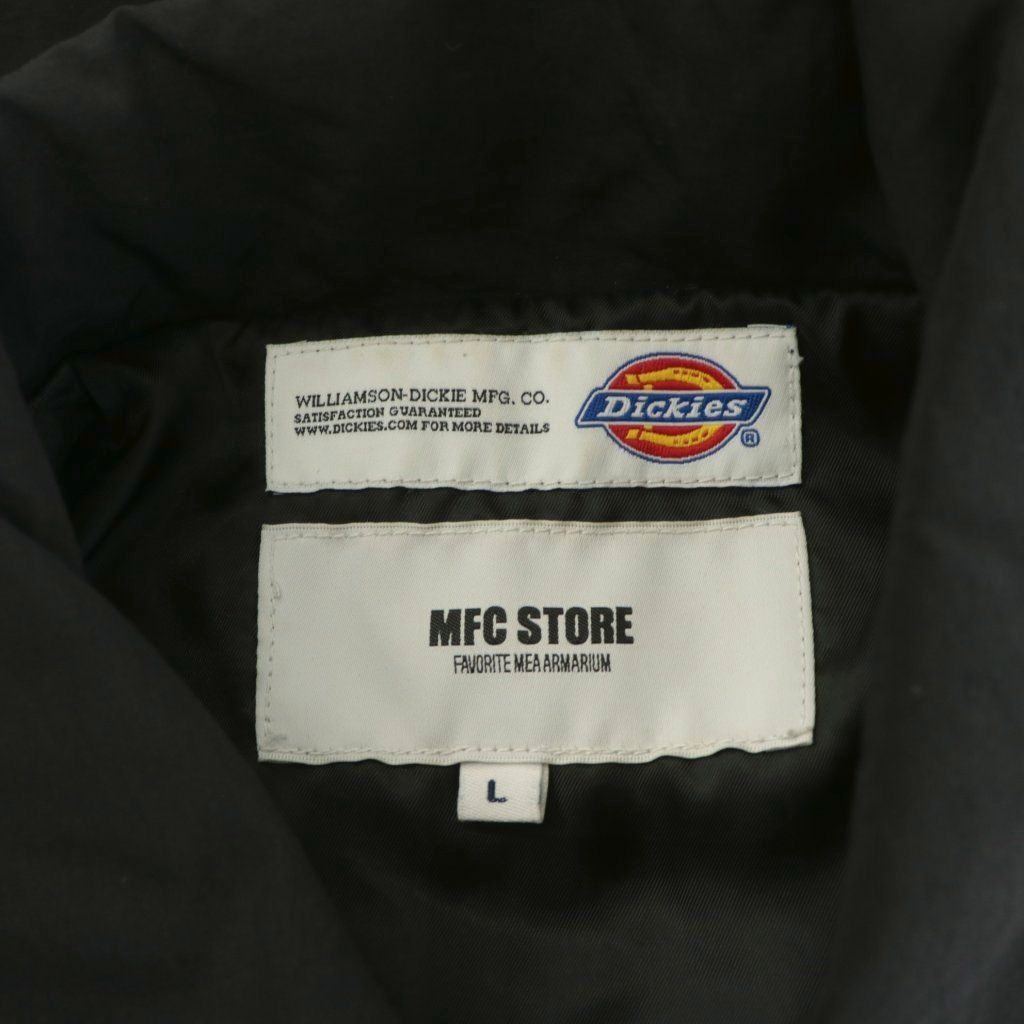 WILLIAMSON-DICKIE MFG. CO.
SATISFACTION GUARANTEED
WWW.DICKIES.COM FOR MORE DETAILS
Dickies
®
MFC STORE
FAVORITE MEA ARMARIUM
L